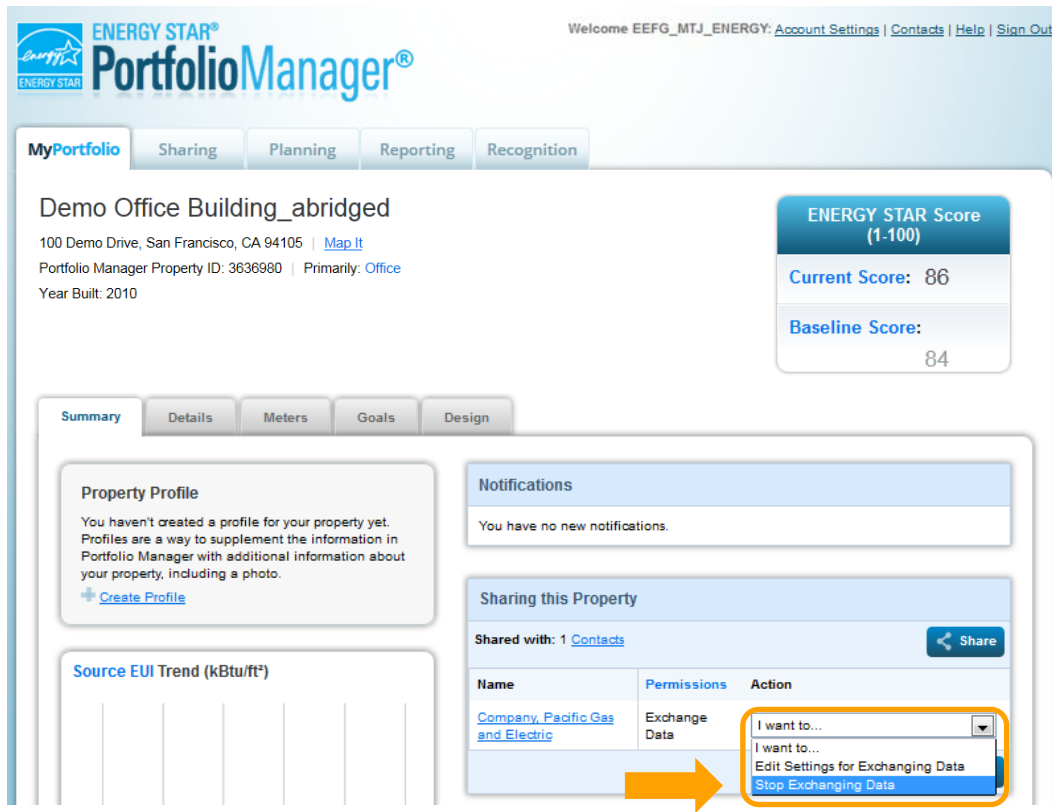 ENERGY STAR®
PortfolioManager®
energy
ENERGY STAR
Welcome EEFG_MTJ_ENERGY: Account Settings | Contacts | Help | Sign Out
MyPortfolio Sharing Planning Reporting Recognition
Demo Office Building_abridged
100 Demo Drive, San Francisco, CA 94105 | Map It
Portfolio Manager Property ID: 3636980 | Primarily: Office
Year Built: 2010
ENERGY STAR Score
(1-100)
Current Score: 86
Baseline Score:
84
Summary Details Meters Goals Design
Property Profile
You haven't created a profile for your property yet.
Profiles are a way to supplement the information in
Portfolio Manager with additional information about
your property, including a photo.
Create Profile
Source EUI Trend (kBtu/ft²)
Notifications
You have no new notifications.
Sharing this Property
Shared with: 1 Contacts
Share
Name Permissions Action
Company, Pacific Gas
and Electric
Exchange
Data
I want to...
I want to...
Edit Settings for Exchanging Data
Stop Exchanging Data